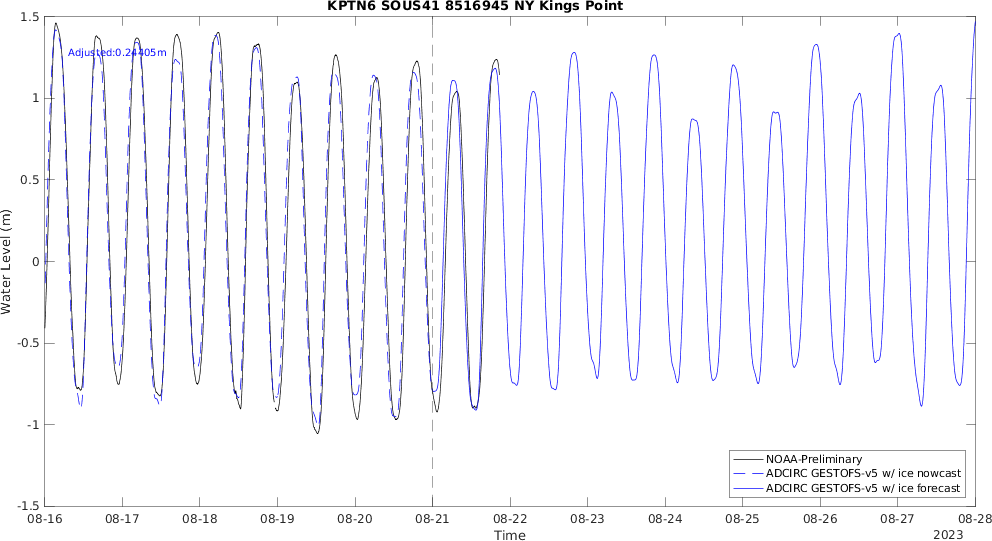 KPTN6 SOUS41 8516945 NY Kings Point
Adjusted:0.24405m
1.5
1
0.5
0
-0.5
-1
-1.5
Water Level (m)
NOAA-Preliminary
ADCIRC GESTOFS-v5 w/ ice nowcast
ADCIRC GESTOFS-v5 w/ ice forecast
08-16 08-17 08-18 08-19 08-20 08-21 08-22 08-23 08-24 08-25 08-26 08-27 08-28
Time
2023